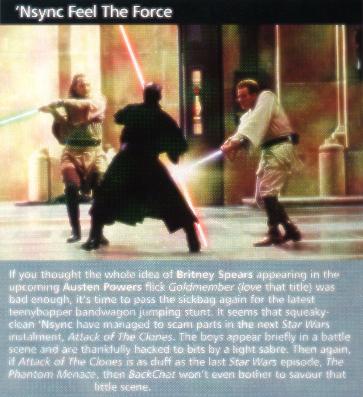 'Nsync Feel The Force
If you thought the whole idea of Britney Spears appearing in the
upcoming Austen Powers flick Goldmember (love that title) was
bad enough, it's time to pass the sickbag again for the latest
teenybopper bandwagon jumping stunt. It seems that squeaky-
clean 'Nsync have managed to scam parts in the next Star Wars
instalment, Attack of The Clones. The boys appear briefly in a battle
scene and are thankfully hacked to bits by a light sabre. Then again,
if Attack of The Clones is as duff as the last Star Wars episode, The
Phantom Menace, then BackChat won't even bother to savour that
little scene.